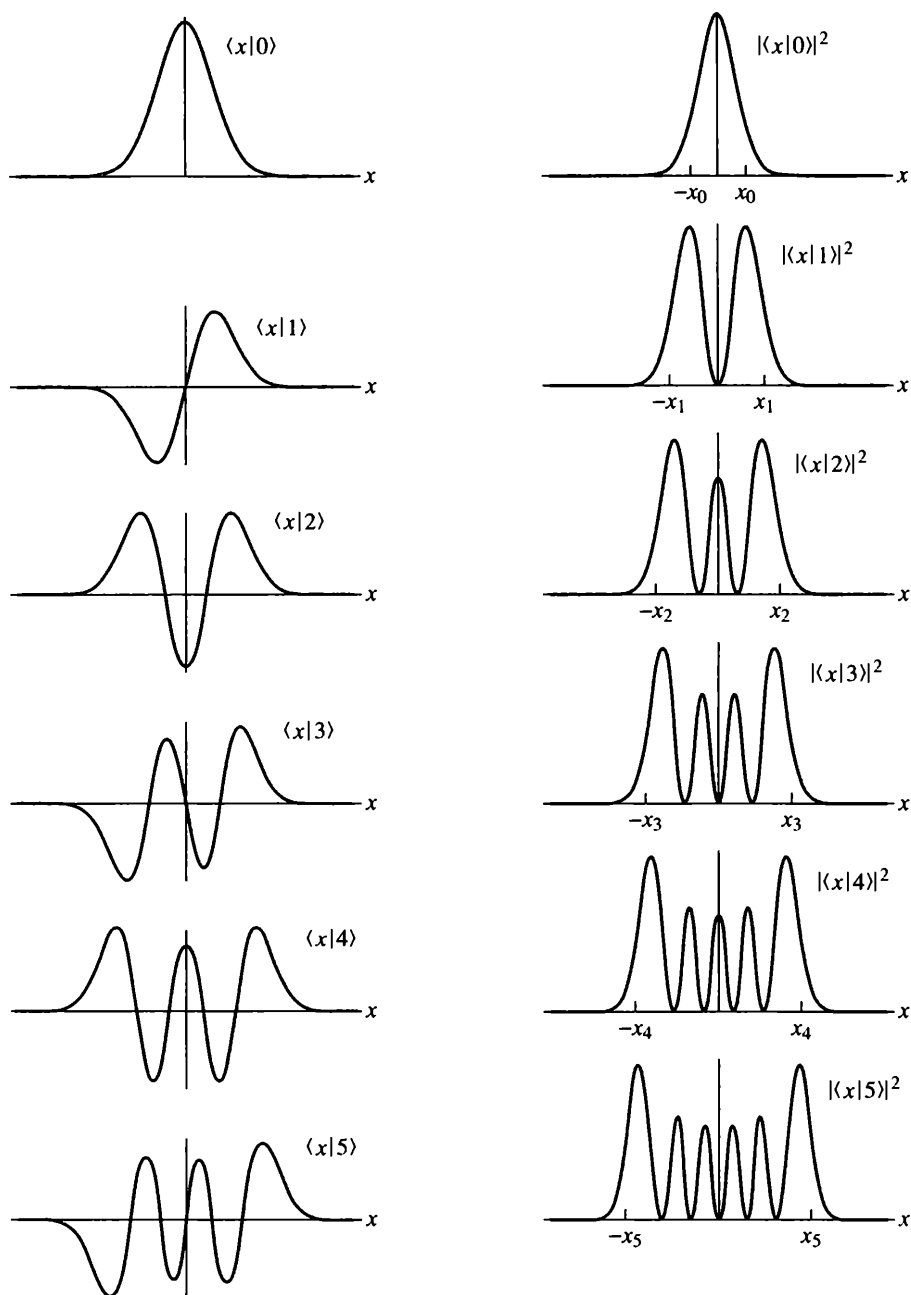 ⟨x|0⟩
x
|⟨x|0⟩|²
−x₀ x₀
x
⟨x|1⟩
x
|⟨x|1⟩|²
−x₁ x₁
x
⟨x|2⟩
x
|⟨x|2⟩|²
−x₂ x₂
x
⟨x|3⟩
x
|⟨x|3⟩|²
−x₃ x₃
x
⟨x|4⟩
x
|⟨x|4⟩|²
−x₄ x₄
x
⟨x|5⟩
x
|⟨x|5⟩|²
−x₅ x₅
x